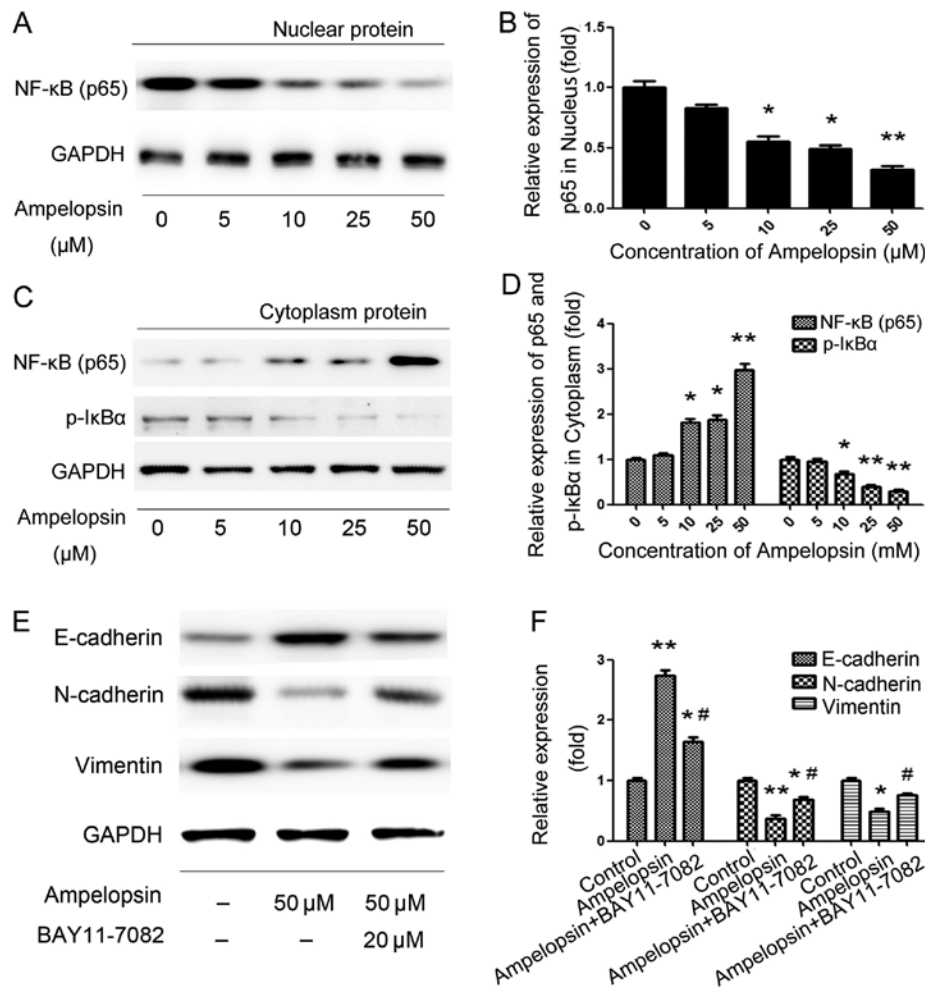 A
Nuclear protein
NF-κB (p65)
GAPDH
Ampelopsin 0 5 10 25 50
(μM)
B
Relative expression of
p65 in Nucleus (fold)
1.5
1.0
0.5
0.0
* * **
0 5 10 25 50
Concentration of Ampelopsin (μM)
C
Cytoplasm protein
NF-κB (p65)
p-IκBα
GAPDH
Ampelopsin 0 5 10 25 50
(μM)
D
Relative expression of p65 and
p-IκBα in Cytoplasm (fold)
4
3
2
1
0
NF-κB (p65)
p-IκBα
* * ** * ** **
0 5 10 25 50 0 5 10 25 50
Concentration of Ampelopsin (mM)
E
E-cadherin
N-cadherin
Vimentin
GAPDH
Ampelopsin – 50 μM 50 μM
BAY11-7082 – – 20 μM
F
Relative expression
(fold)
3
2
1
0
E-cadherin
N-cadherin
Vimentin
** * # ** * # * #
Control
Ampelopsin
Ampelopsin+BAY11-7082
Control
Ampelopsin
Ampelopsin+BAY11-7082
Control
Ampelopsin
Ampelopsin+BAY11-7082